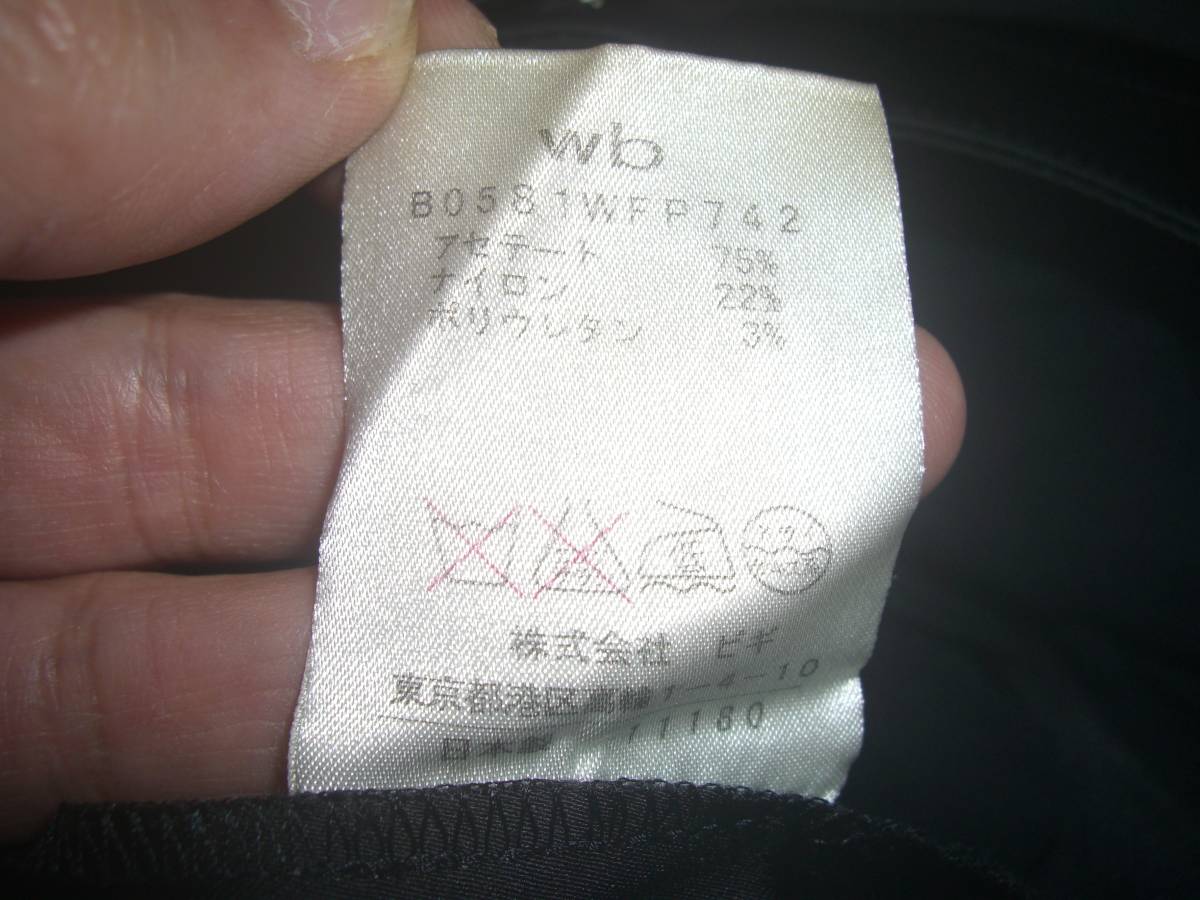 wb
B0581WFP742
アセテート 75%
ナイロン 22%
ポリウレタン 3%
株式会社 ビギ
東京都港区高輪1-4-10
日本製 11160